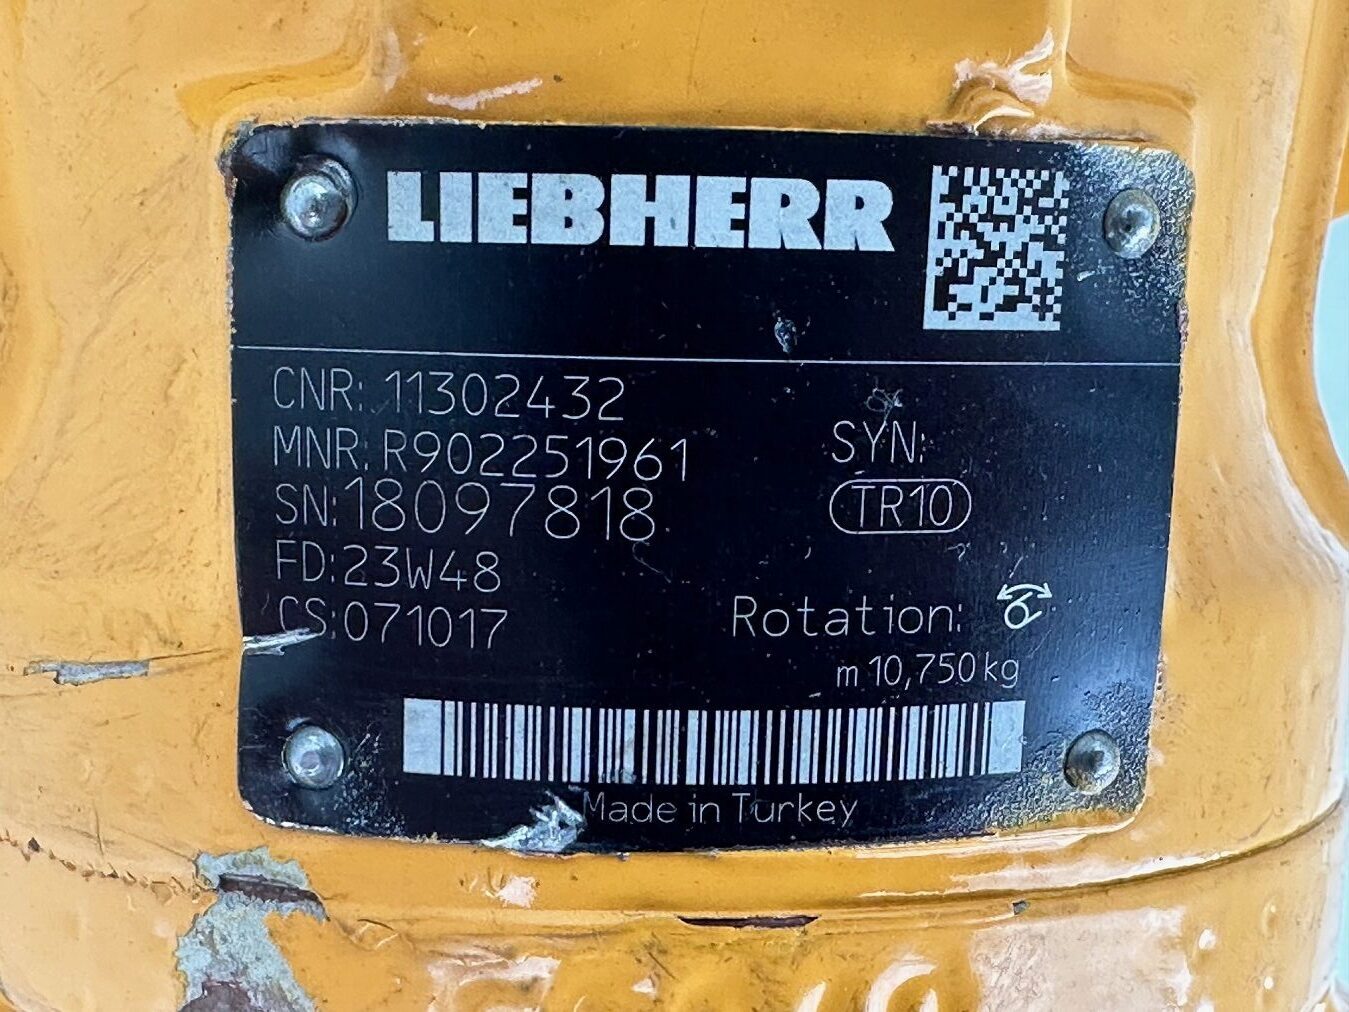 LIEBHERR
CNR: 11302432
MNR: R902251961
SN: 18097818
FD: 23W48
CS: 071017
SYN:
TR10
Rotation:
m 10,750 kg
Made in Turkey